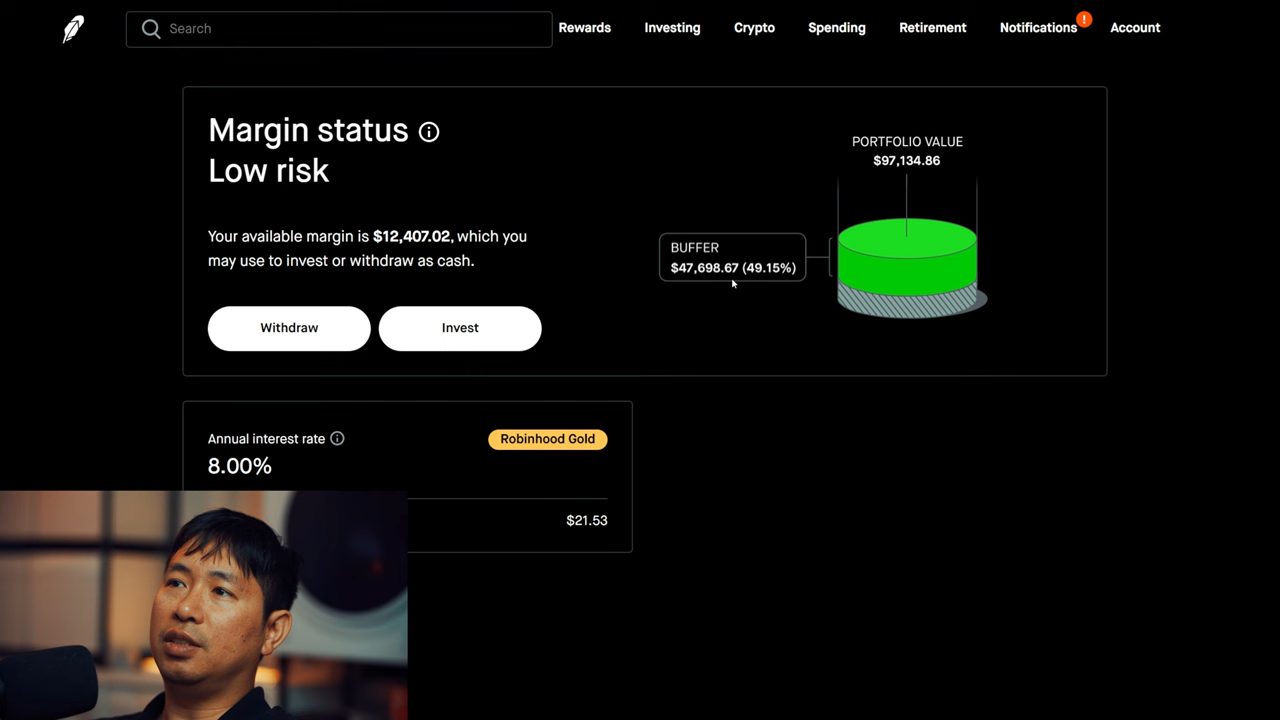 Search
Rewards
Investing
Crypto
Spending
Retirement
Notifications
!
Account
Margin status
Low risk
Your available margin is $12,407.02, which you
may use to invest or withdraw as cash.
Withdraw
Invest
PORTFOLIO VALUE
$97,134.86
BUFFER
$47,698.67 (49.15%)
Annual interest rate
Robinhood Gold
8.00%
$21.53